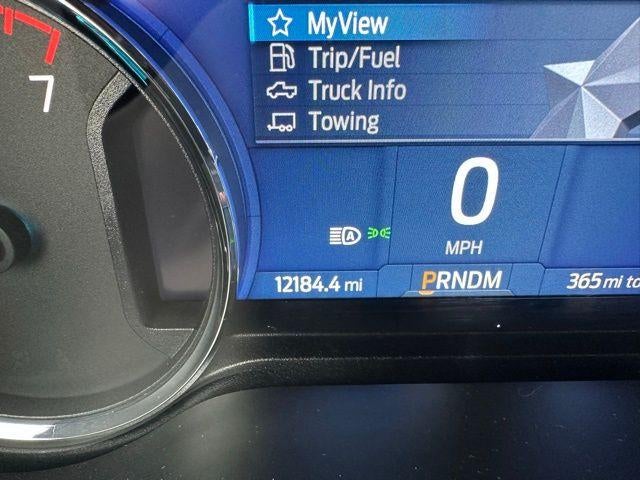 MyView
Trip/Fuel
Truck Info
Towing
7
0
MPH
A
12184.4 mi
PRNDM
365 mi to